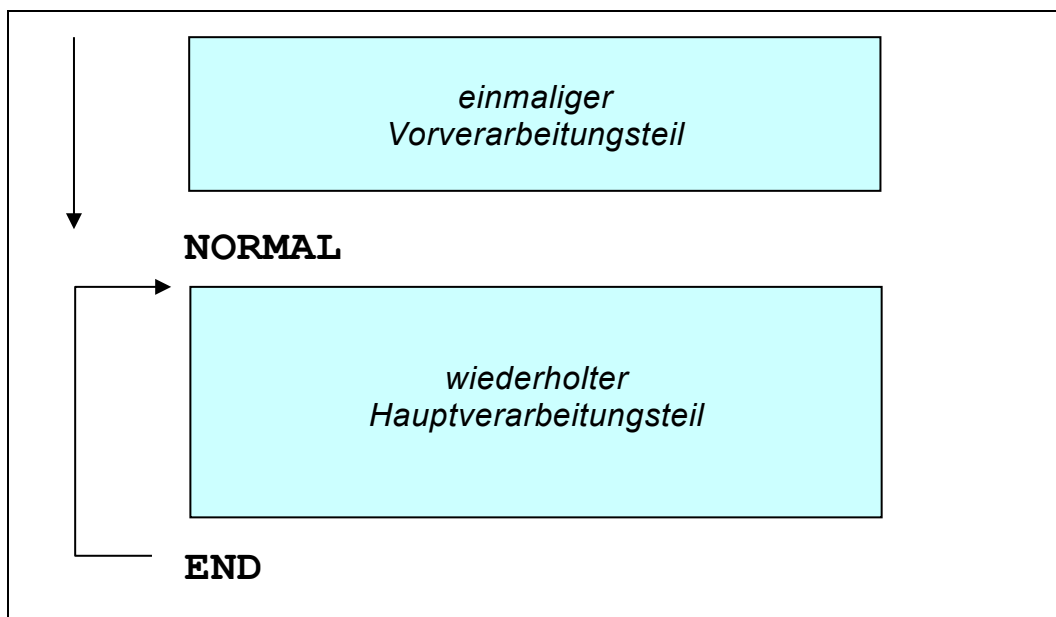 einmaliger
Vorverarbeitungsteil
NORMAL
wiederholter
Hauptverarbeitungsteil
END